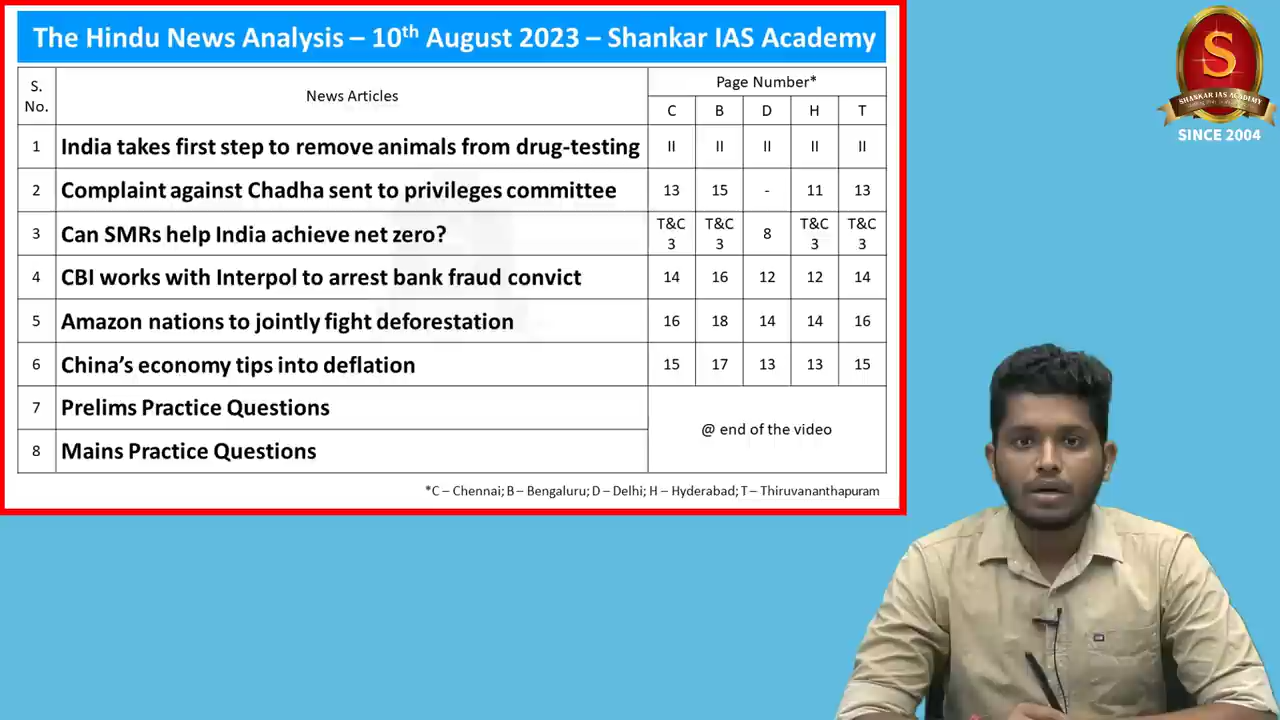 The Hindu News Analysis – 10th August 2023 – Shankar IAS Academy
S. No. News Articles Page Number*
C B D H T
1 India takes first step to remove animals from drug-testing II II II II II
2 Complaint against Chadha sent to privileges committee 13 15 - 11 13
3 Can SMRs help India achieve net zero? T&C 3 T&C 3 8 T&C 3 T&C 3
4 CBI works with Interpol to arrest bank fraud convict 14 16 12 12 14
5 Amazon nations to jointly fight deforestation 16 18 14 14 16
6 China’s economy tips into deflation 15 17 13 13 15
7 Prelims Practice Questions
@ end of the video
8 Mains Practice Questions
*C – Chennai; B – Bengaluru; D – Delhi; H – Hyderabad; T – Thiruvananthapuram
S
SHANKAR IAS ACADEMY
SINCE 2004